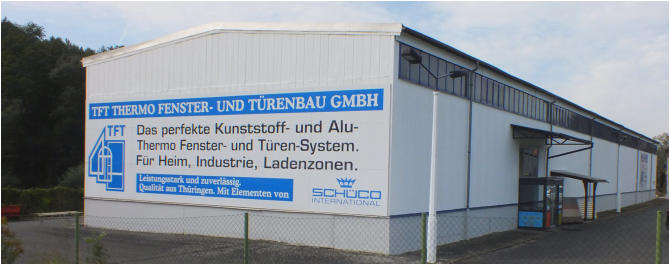 TFT THERMO FENSTER- UND TÜRENBAU GMBH
TFT
Das perfekte Kunststoff- und Alu-
Thermo Fenster- und Türen-System.
Für Heim, Industrie, Ladenzonen.
Leistungsstark und zuverlässig.
Qualität aus Thüringen. Mit Elementen von
SCHÜCO
INTERNATIONAL